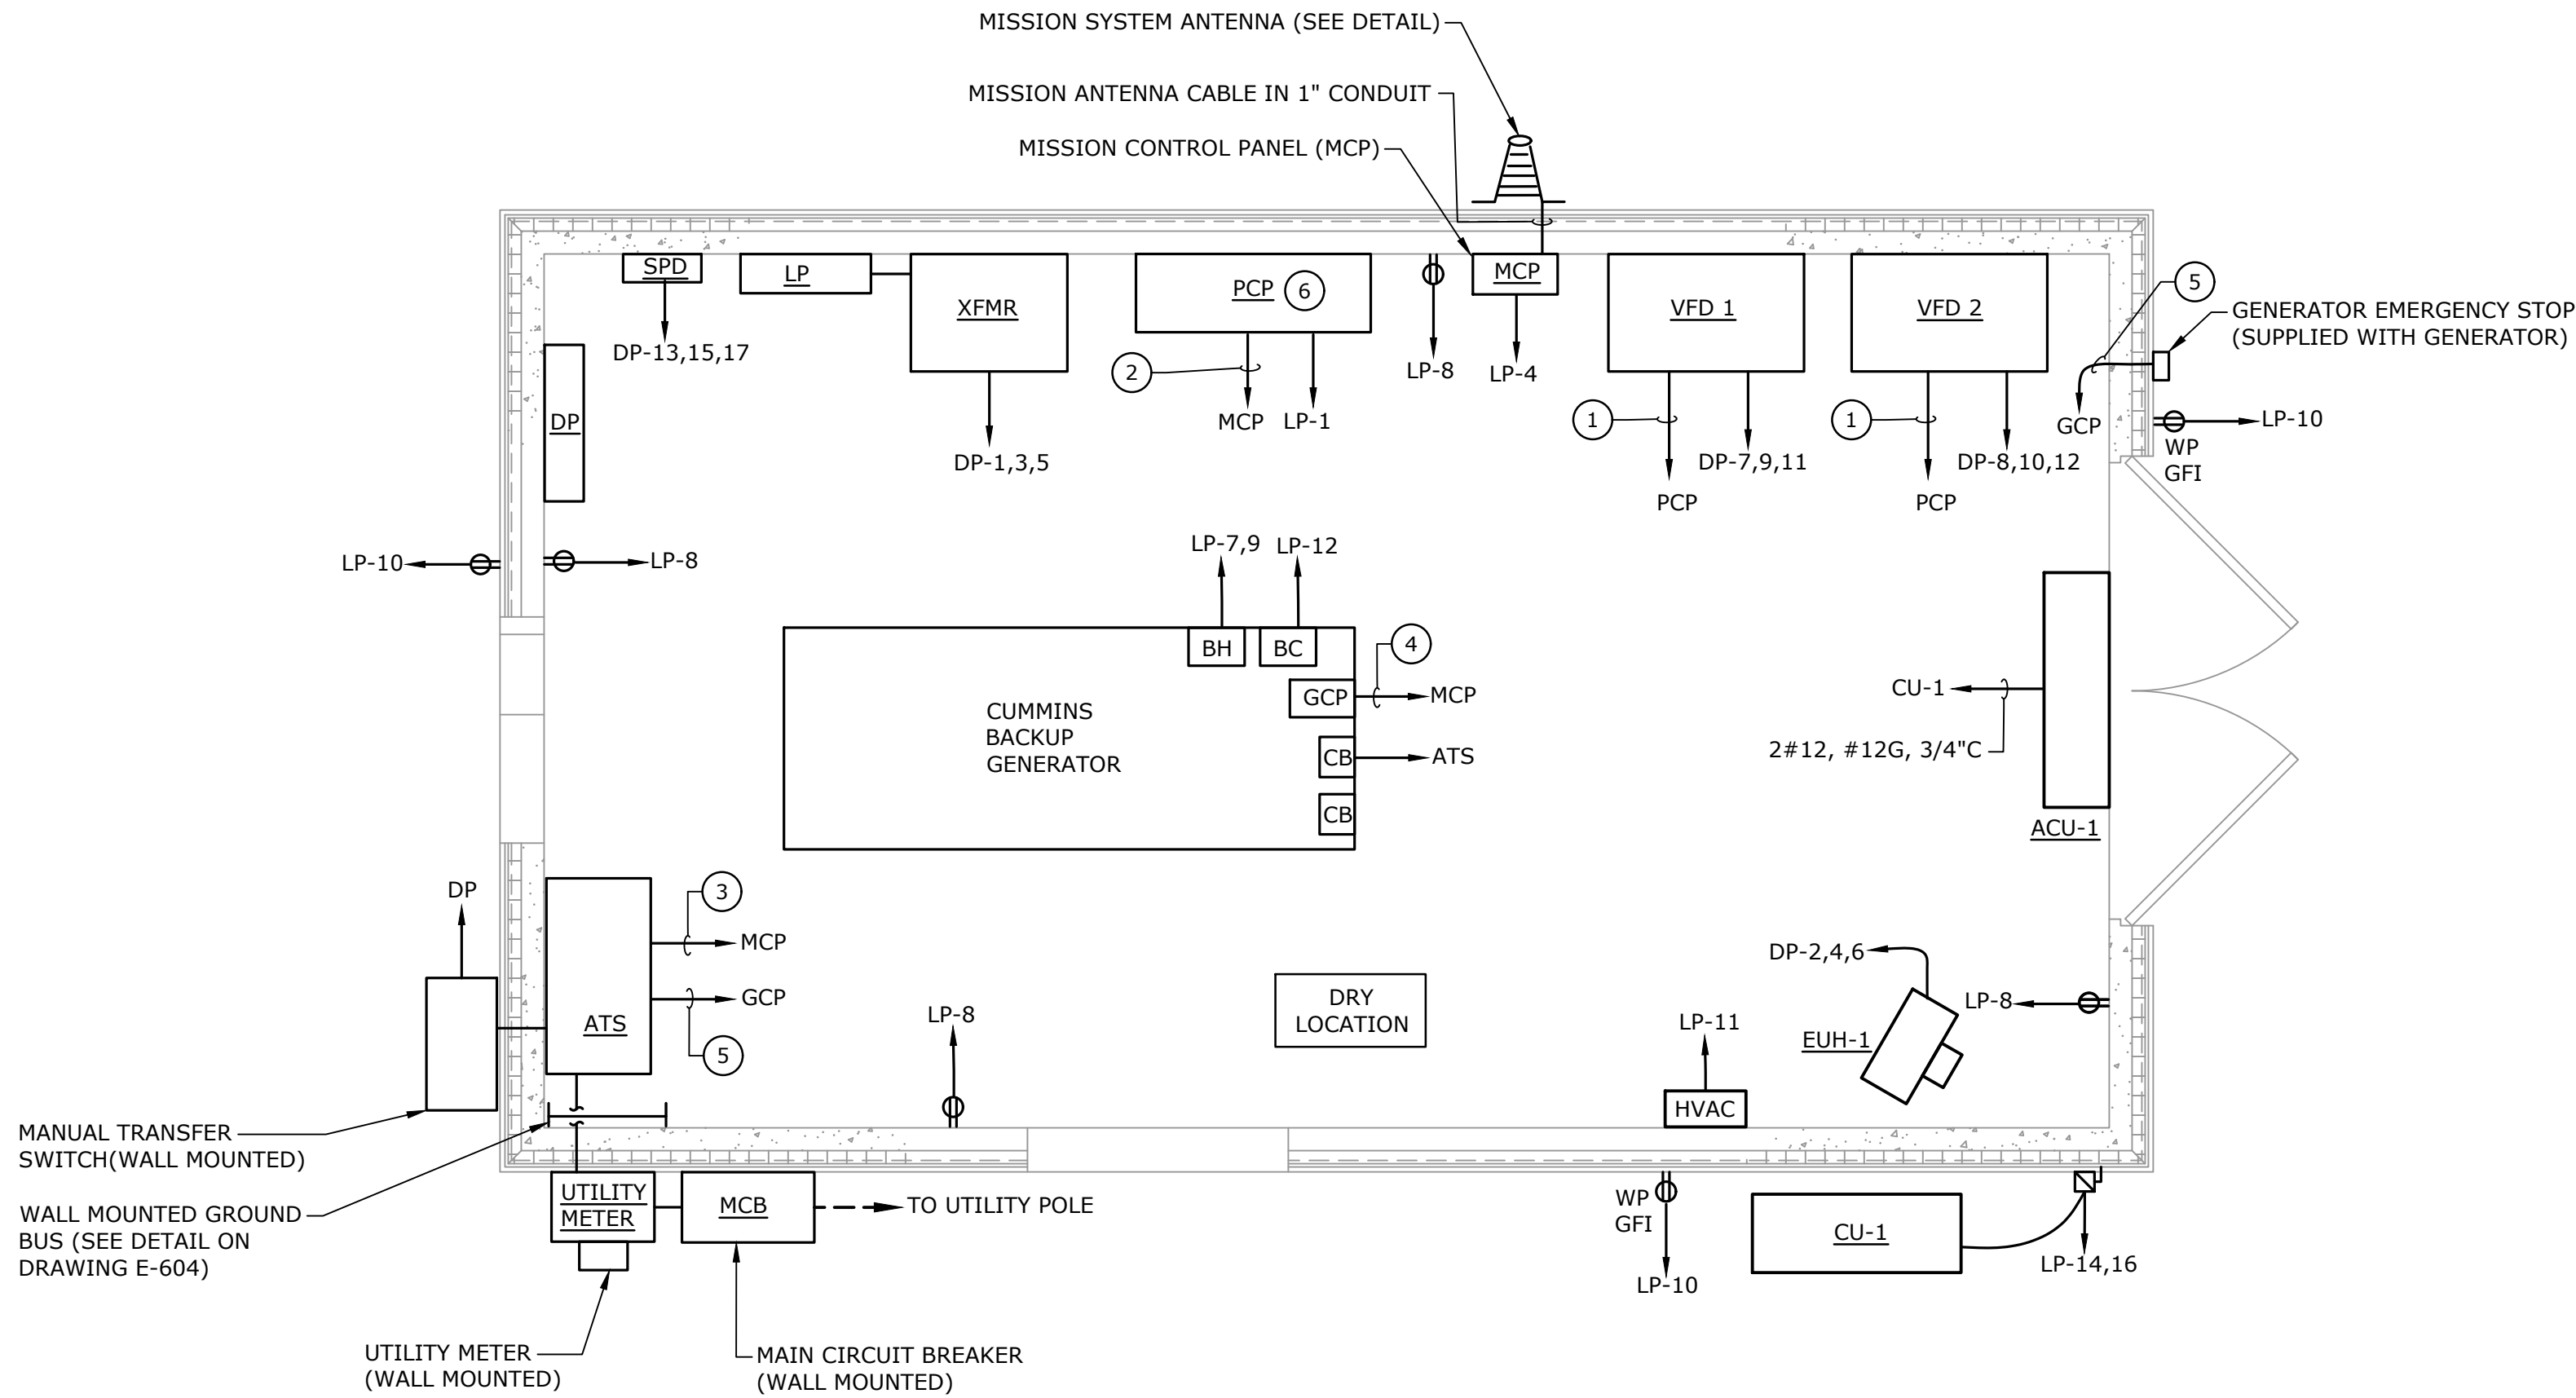 MISSION SYSTEM ANTENNA (SEE DETAIL)
MISSION ANTENNA CABLE IN 1" CONDUIT
MISSION CONTROL PANEL (MCP)
SPD
LP
XFMR
PCP
6
MCP
VFD 1
VFD 2
5
GENERATOR EMERGENCY STOP
(SUPPLIED WITH GENERATOR)
DP-13,15,17
2
LP-8
LP-4
DP
MCP
LP-1
1
1
GCP
LP-10
WP
GFI
DP-1,3,5
DP-7,9,11
DP-8,10,12
PCP
PCP
LP-10
LP-8
LP-7,9
LP-12
BH
BC
4
GCP
MCP
CU-1
CUMMINS
BACKUP
GENERATOR
CB
ATS
2#12, #12G, 3/4"C
CB
ACU-1
DP
3
MCP
DP-2,4,6
GCP
DRY
LOCATION
LP-8
ATS
LP-8
LP-11
EUH-1
5
HVAC
MANUAL TRANSFER
SWITCH(WALL MOUNTED)
UTILITY
METER
MCB
TO UTILITY POLE
WP
GFI
CU-1
WALL MOUNTED GROUND
BUS (SEE DETAIL ON
DRAWING E-604)
LP-10
LP-14,16
UTILITY METER
(WALL MOUNTED)
MAIN CIRCUIT BREAKER
(WALL MOUNTED)